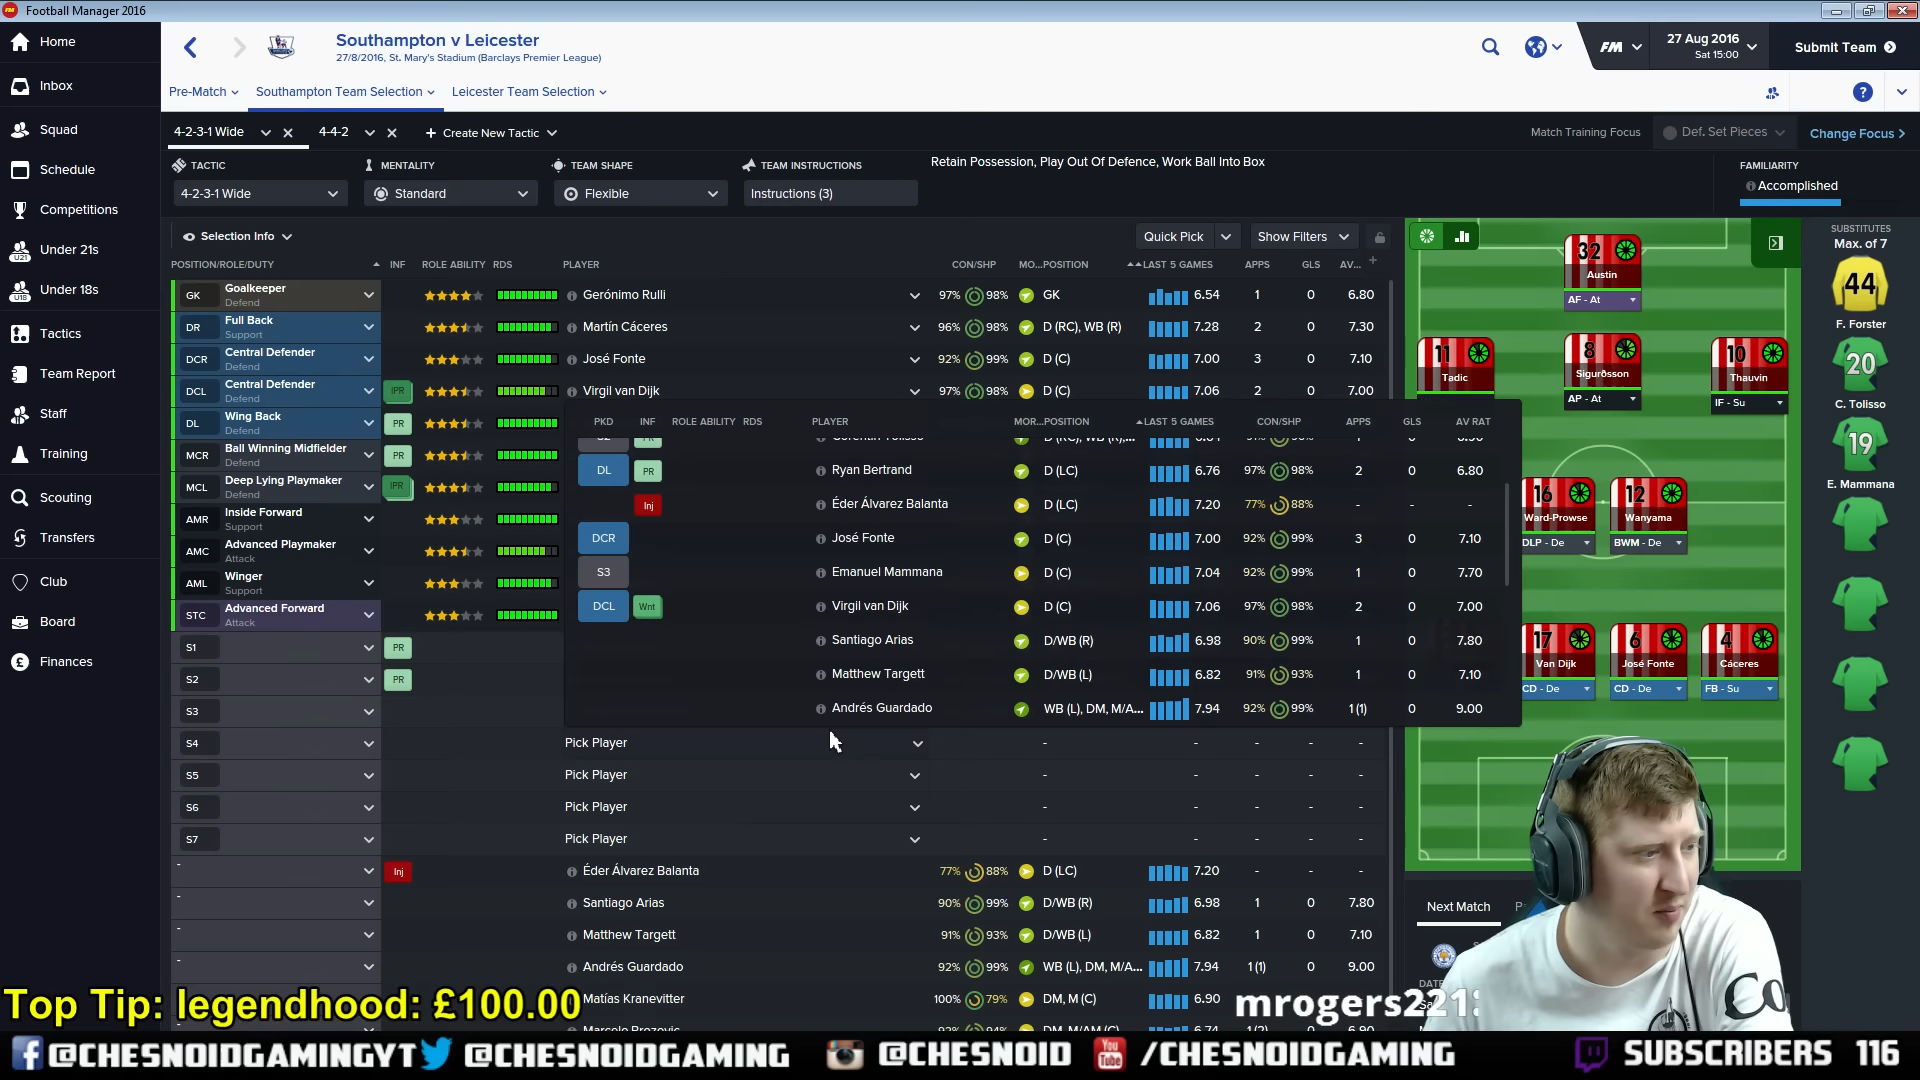 Football Manager 2016
Home
Inbox
Squad
Schedule
Competitions
Under 21s
Under 18s
Tactics
Team Report
Staff
Training
Scouting
Transfers
Club
Board
Finances
Southampton v Leicester
27/8/2016, St. Mary's Stadium (Barclays Premier League)
FM
27 Aug 2016
Sat 15:00
Submit Team
Pre-Match
Southampton Team Selection
Leicester Team Selection
4-2-3-1 Wide
4-4-2
Create New Tactic
Match Training Focus
Def. Set Pieces
Change Focus
TACTIC
MENTALITY
TEAM SHAPE
TEAM INSTRUCTIONS
Retain Possession, Play Out Of Defence, Work Ball Into Box
FAMILIARITY
4-2-3-1 Wide
Standard
Flexible
Instructions (3)
Accomplished
Selection Info
Quick Pick
Show Filters
POSITION/ROLE/DUTY INF ROLE ABILITY RDS PLAYER CON/SHP MO... POSITION LAST 5 GAMES APPS GLS AV...
GK Goalkeeper Defend Gerónimo Rulli 97% 98% GK 6.54 1 0 6.80
DR Full Back Support Martín Cáceres 96% 98% D (RC), WB (R) 7.28 2 0 7.30
DCR Central Defender Defend José Fonte 92% 99% D (C) 7.00 3 0 7.10
DCL Central Defender Defend IPR Virgil van Dijk 97% 98% D (C) 7.06 2 0 7.00
DL Wing Back Defend PR
MCR Ball Winning Midfielder Defend PR
MCL Deep Lying Playmaker Defend IPR
AMR Inside Forward Support
AMC Advanced Playmaker Attack
AML Winger Support
STC Advanced Forward Attack
S1 PR
S2 PR
S3
S4 Pick Player - - - - -
S5 Pick Player - - - - -
S6 Pick Player - - - - -
S7 Pick Player - - - - -
PKD INF ROLE ABILITY RDS PLAYER MOR... POSITION LAST 5 GAMES CON/SHP APPS GLS AV RAT
DL PR Ryan Bertrand D (LC) 6.76 97% 98% 2 0 6.80
Inj Éder Álvarez Balanta D (LC) 7.20 77% 88% - - -
DCR José Fonte D (C) 7.00 92% 99% 3 0 7.10
S3 Emanuel Mammana D (C) 7.04 92% 99% 1 0 7.70
DCL Wnt Virgil van Dijk D (C) 7.06 97% 98% 2 0 7.00
Santiago Arias D/WB (R) 6.98 90% 99% 1 0 7.80
Matthew Targett D/WB (L) 6.82 91% 93% 1 0 7.10
Andrés Guardado WB (L), DM, M/A... 7.94 92% 99% 1 (1) 0 9.00
- Inj Éder Álvarez Balanta 77% 88% D (LC) 7.20 - - -
- Santiago Arias 90% 99% D/WB (R) 6.98 1 0 7.80
- Matthew Targett 91% 93% D/WB (L) 6.82 1 0 7.10
- Andrés Guardado 92% 99% WB (L), DM, M/A... 7.94 1 (1) 0 9.00
- Matías Kranevitter 100% 79% DM, M (C) 6.90 - - -
32
Austin
AF - At
11
Tadic
8
Sigurðsson
AP - At
10
Thauvin
IF - Su
16
Ward-Prowse
DLP - De
12
Wanyama
BWM - De
17
Van Dijk
CD - De
6
José Fonte
CD - De
4
Cáceres
FB - Su
SUBSTITUTES
Max. of 7
44
F. Forster
20
C. Tolisso
19
E. Mammana
Next Match
Top Tip: legendhood: £100.00
mrogers221
@CHESNOIDGAMINGYT @CHESNOIDGAMING @CHESNOID You Tube /CHESNOIDGAMING SUBSCRIBERS 116